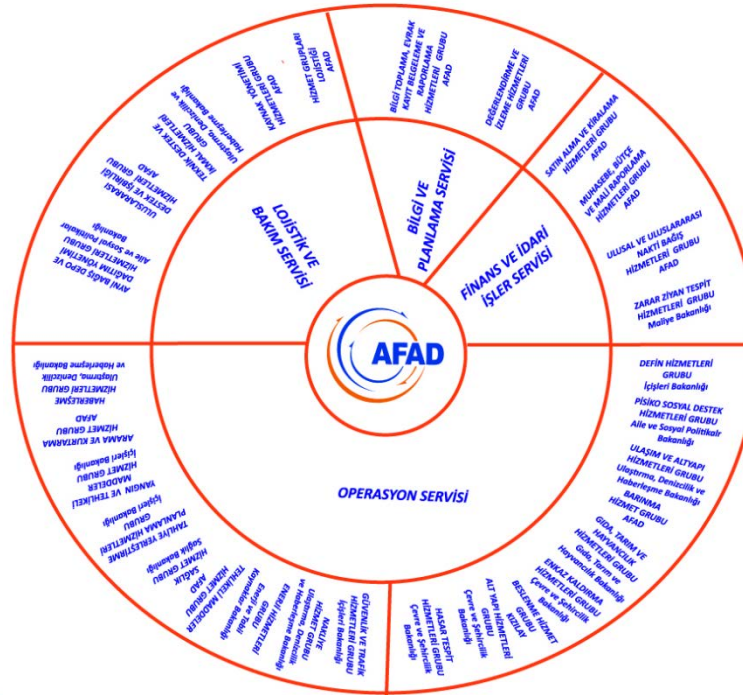 BİLGİ TOPLAMA, EVRAK
KAYIT BELGELEME VE
RAPORLAMA
HİZMETLERİ GRUBU
AFAD
DEĞERLENDİRME VE
İZLEME HİZMETLERİ
GRUBU
AFAD
SATIN ALMA VE KİRALAMA
HİZMETLERİ GRUBU
AFAD
MUHASEBE, BÜTÇE
VE MALİ RAPORLAMA
HİZMETLERİ GRUBU
AFAD
ULUSAL VE ULUSLARARASI
NAKTİ BAĞIŞ
HİZMETLERİ GRUBU
AFAD
ZARAR ZİYAN TESPİT
HİZMETLERİ GRUBU
Maliye Bakanlığı
DEFİN HİZMETLERİ
GRUBU
İçişleri Bakanlığı
PİSİKO SOSYAL DESTEK
HİZMETLERİ GRUBU
Aile ve Sosyal Politikalr
Bakanlığı
ULAŞIM VE ALTYAPI
HİZMETLERİ GRUBU
Ulaştırma, Denizcilik ve
Haberleşme Bakanlığı
BARINMA
HİZMET GRUBU
AFAD
GIDA, TARIM VE
HAYVANCILIK
HİZMETLERİ GRUBU
Gıda, Tarım ve
Hayvancılık Bakanlığı
ENKAZ KALDIRMA
HİZMETLERİ GRUBU
Çevre ve Şehircilik
Bakanlığı
BESLENME HİZMET
GRUBU
KIZILAY
ALT YAPI HİZMETLERİ
GRUBU
Çevre ve Şehircilik
Bakanlığı
HASAR TESPİT
HİZMETLERİ GRUBU
Çevre ve Şehircilik
Bakanlığı
GÜVENLİK VE TRAFİK
HİZMETLERİ GRUBU
İçişleri Bakanlığı
NAKLİYE
HİZMET GRUBU
Ulaştırma, Denizcilik
ve Haberleşme Bakanlığı
ENERJİ HİZMETLERİ
GRUBU
Enerji ve Tabii
Kaynaklar Bakanlığı
TEHLİKELİ MADDELER
HİZMET GRUBU
AFAD
SAĞLIK
HİZMET GRUBU
Sağlık Bakanlığı
TAHLİYE YERLEŞTİRME
PLANLAMA HİZMETLERİ
GRUBU
İçişleri Bakanlığı
YANGIN VE TEHLİKELİ
MADDELER
HİZMET GRUBU
İçişleri Bakanlığı
ARAMA VE KURTARMA
HİZMET GRUBU
AFAD
HABERLEŞME
HİZMETLERİ GRUBU
Ulaştırma, Denizcilik
ve Haberleşme Bakanlığı
AYNİ BAĞIŞ DEPO VE
DAĞITIM YÖNETİMİ
HİZMETLERİ GRUBU
Aile ve Sosyal Politikalar
Bakanlığı
ULUSLARARASI
DESTEK VE İŞBİRLİĞİ
HİZMETLERİ GRUBU
AFAD
TEKNİK DESTEK VE
İKMAL HİZMETLERİ
GRUBU
Ulaştırma, Denizcilik ve
Haberleşme Bakanlığı
KAYNAK YÖNETİMİ
HİZMETLERİ GRUBU
AFAD
HİZMET GRUPLARI
LOJİSTİĞİ
AFAD
LOJİSTİK VE
BAKIM SERVİSİ
BİLGİ VE
PLANLAMA SERVİSİ
FİNANS VE İDARİ
İŞLER SERVİSİ
OPERASYON SERVİSİ
AFAD